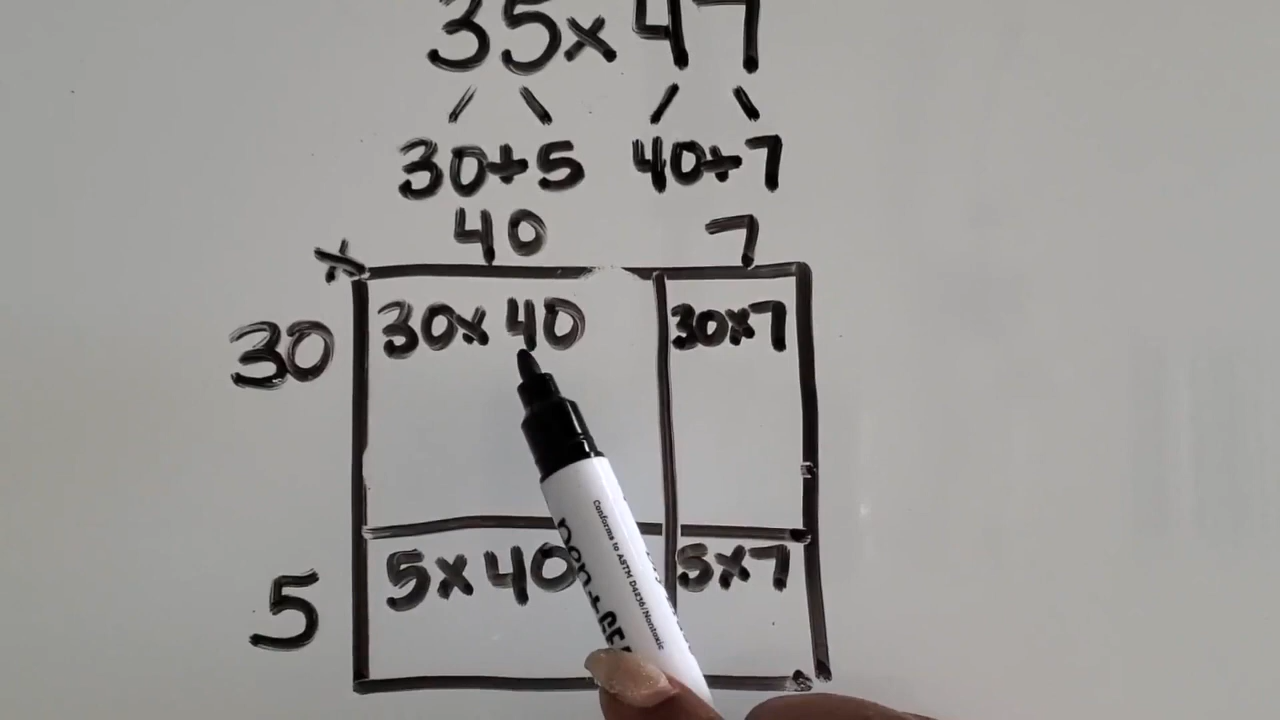 35x47
30+5 40+7
40 7
x
30 30x40 30x7
5 5x40 5x7
Conforms to ASTM D4236/Nontoxic